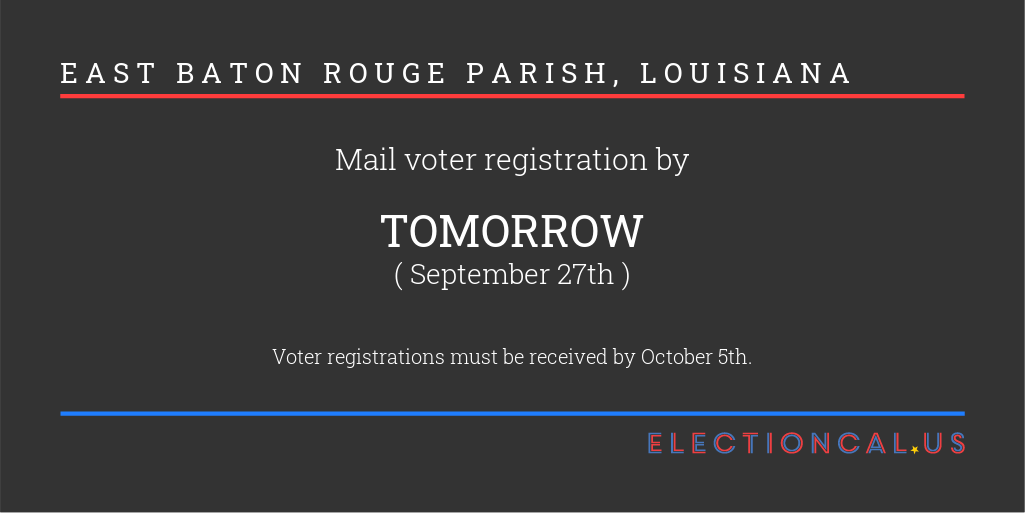 EAST BATON ROUGE PARISH, LOUISIANA
Mail voter registration by
TOMORROW
( September 27th )
Voter registrations must be received by October 5th.
ELECTIONCAL.US